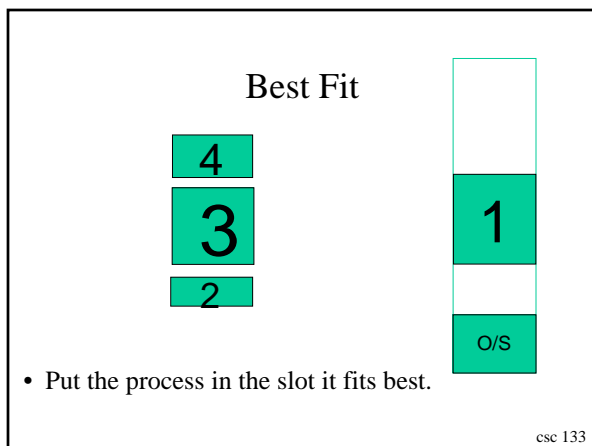 Best Fit
4
3
2
1
O/S
• Put the process in the slot it fits best.
csc 133